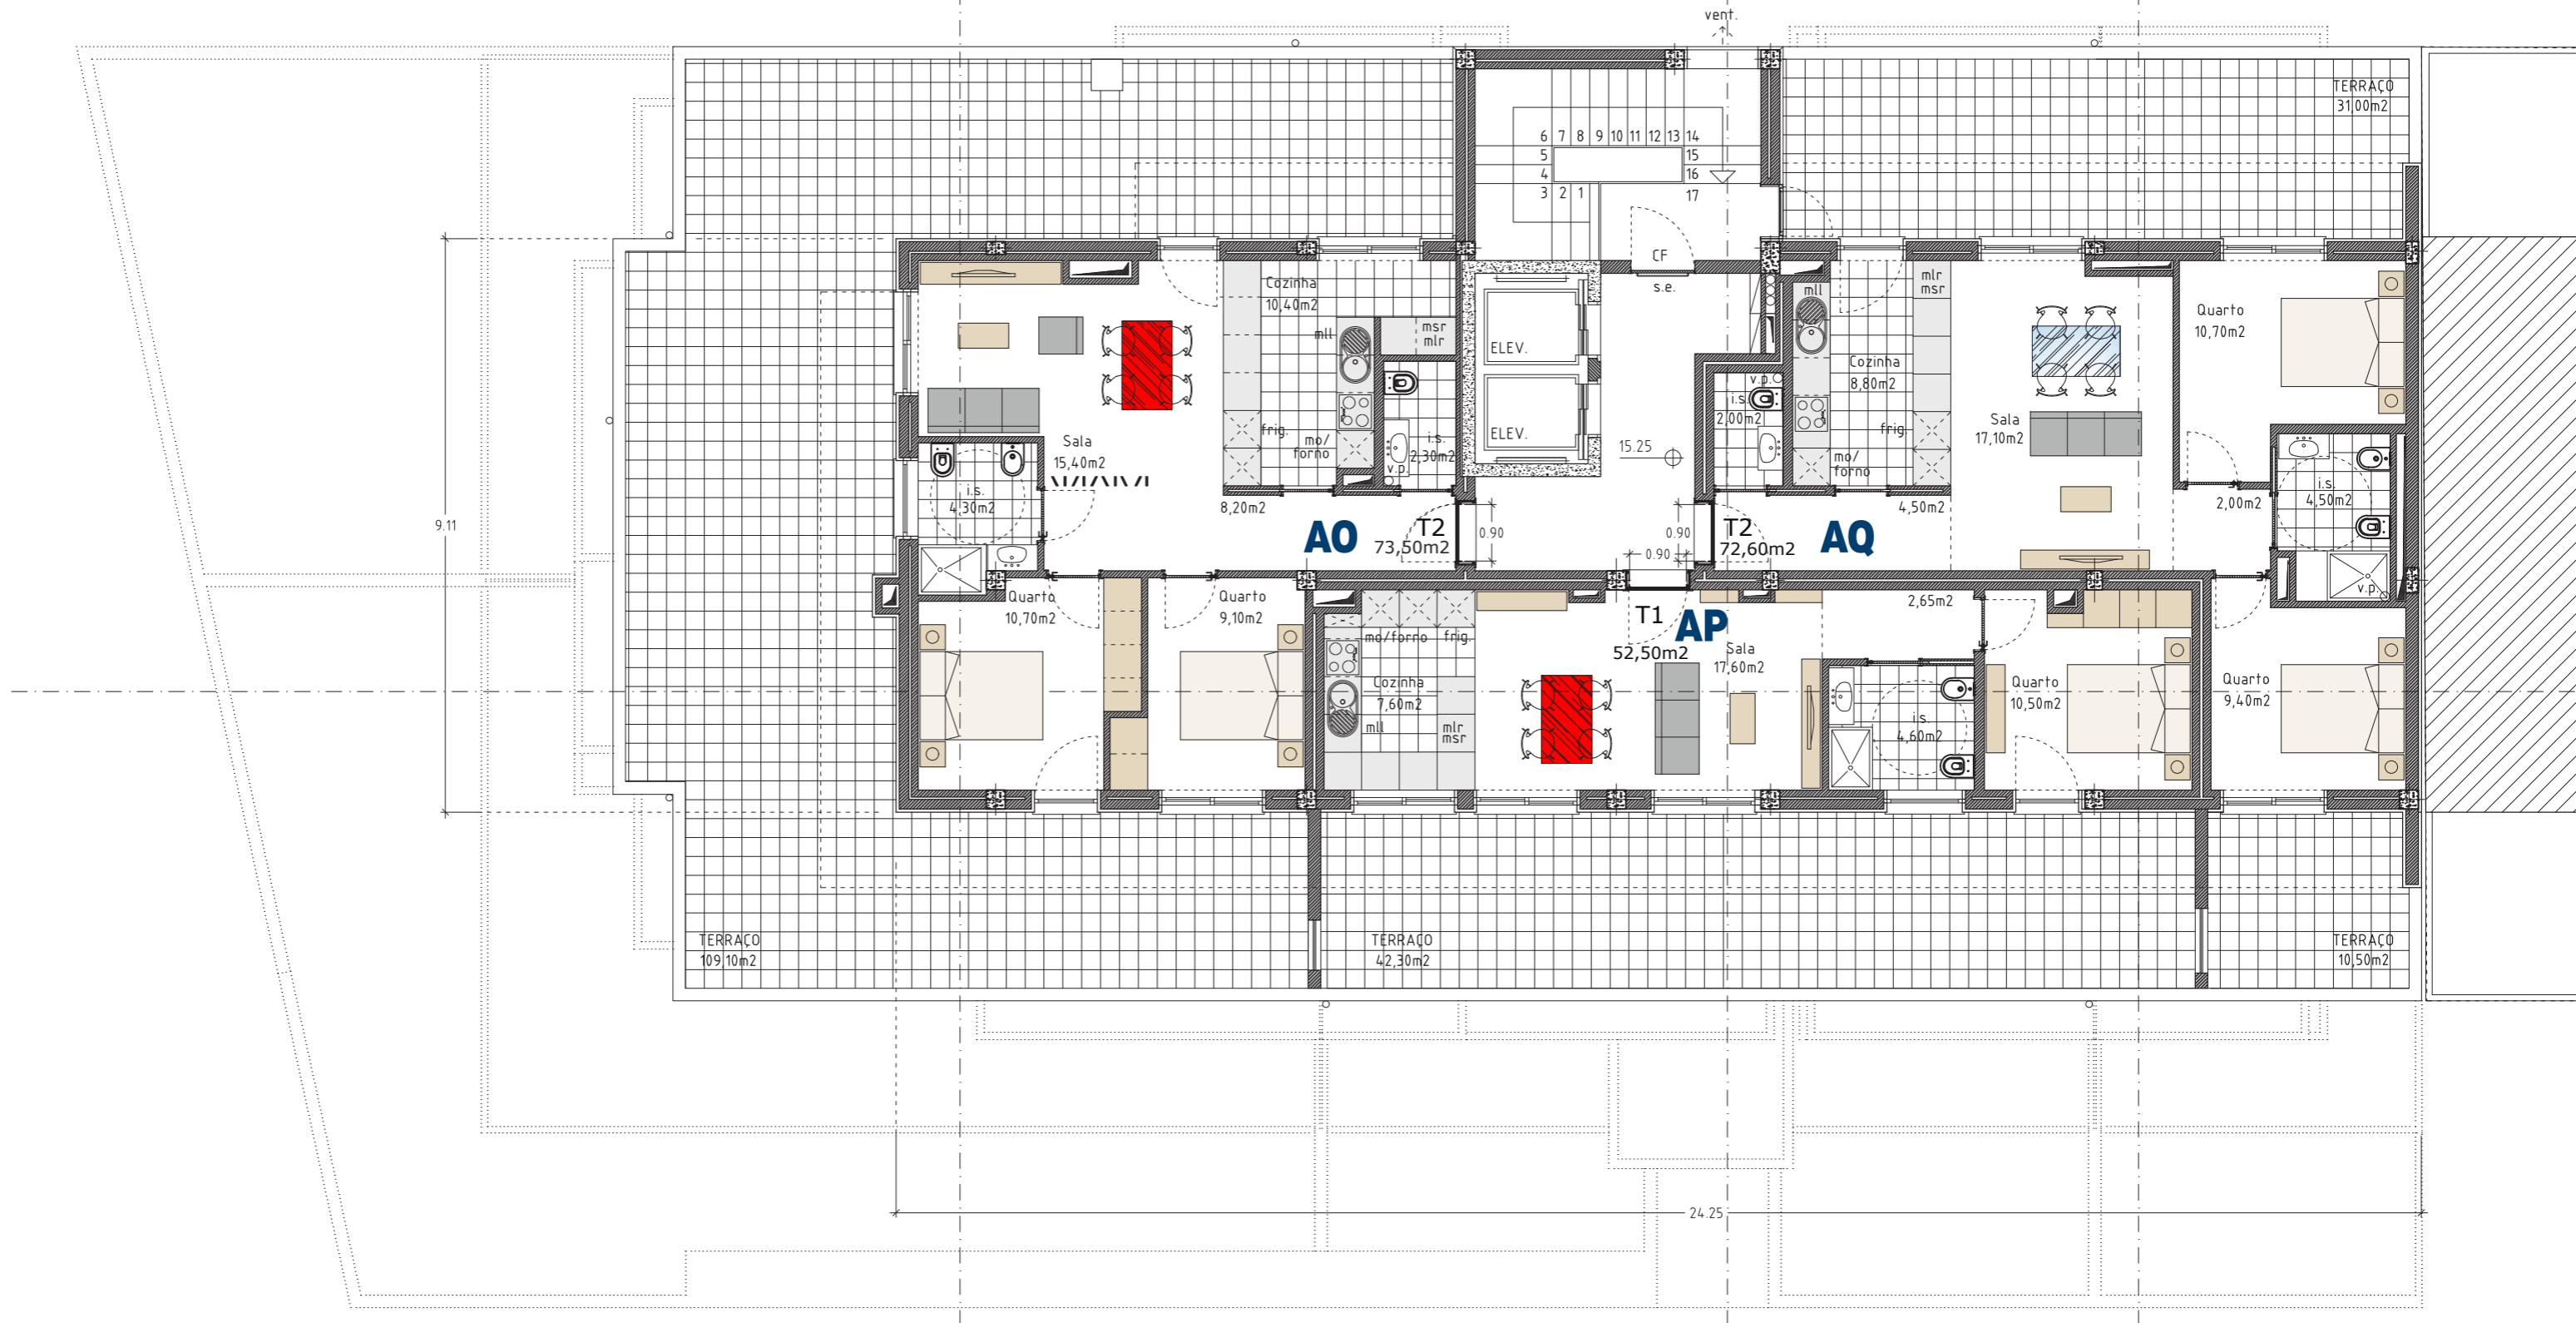 vent.
TERRAÇO
31,00m2
6 7 8 9 10 11 12 13 14
5 15
4 16
3 2 1 17
CF
s.e.
Cozinha
10,40m2
mll
msr
mlr
ELEV.
ELEV.
frig.
mo/
forno
i.s.
2,30m2
v.p.
Sala
15,40m2
i.s.
4,30m2
8,20m2
9.11
AO
T2
73,50m2
0.90
15.25
0.90
0.90
T2
72,60m2
AQ
v.p.
i.s.
2,00m2
mll
mlr
msr
Cozinha
8,80m2
frig.
mo/
forno
4,50m2
Sala
17,10m2
Quarto
10,70m2
2,00m2
i.s.
4,50m2
v.p.
Quarto
10,70m2
Quarto
9,10m2
mo/forno
frig.
Cozinha
7,60m2
mll
mlr
msr
T1
AP
52,50m2
Sala
17,60m2
2,65m2
i.s.
4,60m2
Quarto
10,50m2
Quarto
9,40m2
TERRAÇO
109,10m2
TERRAÇO
42,30m2
TERRAÇO
10,50m2
24.25